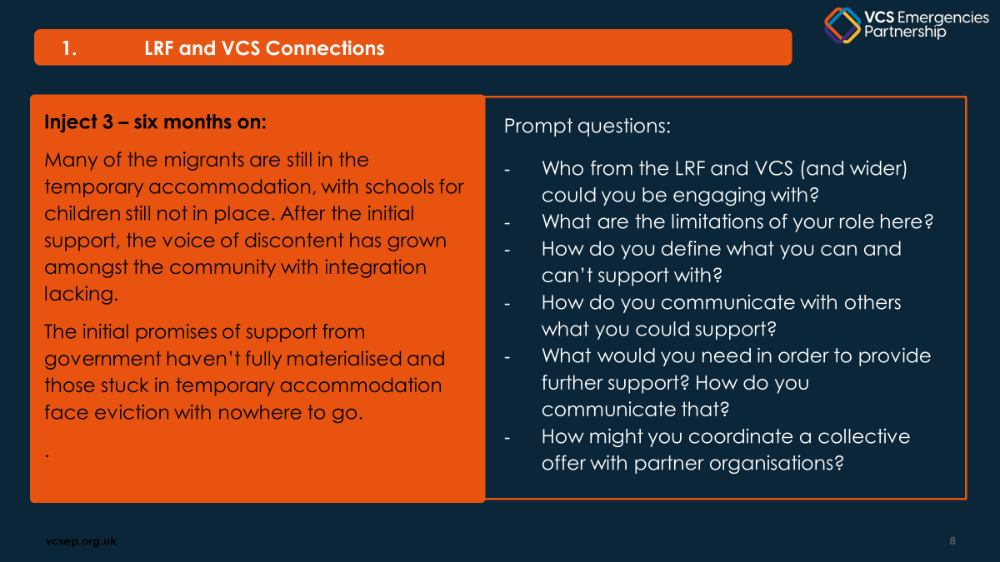 VCS Emergencies
Partnership
1. LRF and VCS Connections
Inject 3 – six months on:
Many of the migrants are still in the
temporary accommodation, with schools for
children still not in place. After the initial
support, the voice of discontent has grown
amongst the community with integration
lacking.
The initial promises of support from
government haven’t fully materialised and
those stuck in temporary accommodation
face eviction with nowhere to go.
.
Prompt questions:
- Who from the LRF and VCS (and wider)
could you be engaging with?
- What are the limitations of your role here?
- How do you define what you can and
can’t support with?
- How do you communicate with others
what you could support?
- What would you need in order to provide
further support? How do you
communicate that?
- How might you coordinate a collective
offer with partner organisations?
vcsep.org.uk
8